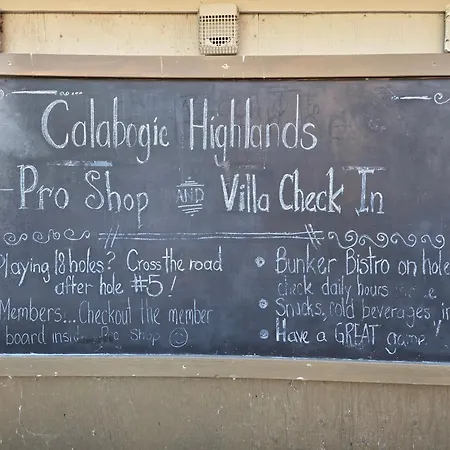 Calabogie Highlands
Pro Shop AND Villa Check In
Playing 18 holes? Cross the road
after hole #5!
Members... Checkout the member
board inside Pro Shop ☺
Bunker Bistro on hole
check daily hours
Snacks, cold beverages
Have a GREAT game!